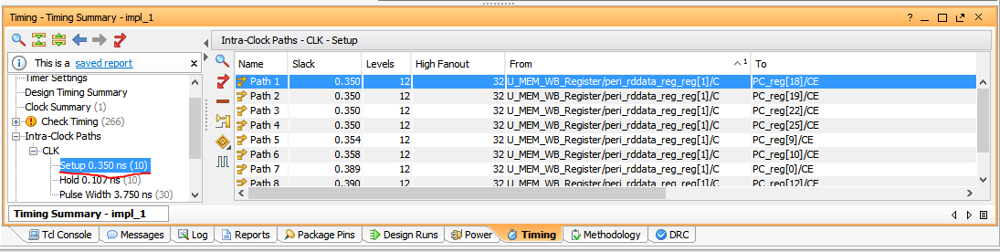 Timing - Timing Summary - impl_1
This is a saved report
Timer Settings
Design Timing Summary
Clock Summary (1)
Check Timing (266)
Intra-Clock Paths
CLK
Setup 0.350 ns (10)
Hold 0.107 ns (10)
Pulse Width 3.750 ns (30)
Intra-Clock Paths - CLK - Setup
Name Slack Levels High Fanout From 1 To
Path 1 0.350 12 32 U_MEM_WB_Register/peri_rddata_reg_reg[1]/C PC_reg[18]/CE
Path 2 0.350 12 32 U_MEM_WB_Register/peri_rddata_reg_reg[1]/C PC_reg[19]/CE
Path 3 0.350 12 32 U_MEM_WB_Register/peri_rddata_reg_reg[1]/C PC_reg[22]/CE
Path 4 0.350 12 32 U_MEM_WB_Register/peri_rddata_reg_reg[1]/C PC_reg[25]/CE
Path 5 0.354 12 32 U_MEM_WB_Register/peri_rddata_reg_reg[1]/C PC_reg[9]/CE
Path 6 0.358 12 32 U_MEM_WB_Register/peri_rddata_reg_reg[1]/C PC_reg[10]/CE
Path 7 0.389 12 32 U_MEM_WB_Register/peri_rddata_reg_reg[1]/C PC_reg[0]/CE
Path 8 0.390 12 32 U_MEM_WB_Register/peri_rddata_reg_reg[1]/C PC_reg[12]/CE
Timing Summary - impl_1
Tcl Console Messages Log Reports Package Pins Design Runs Power Timing Methodology DRC